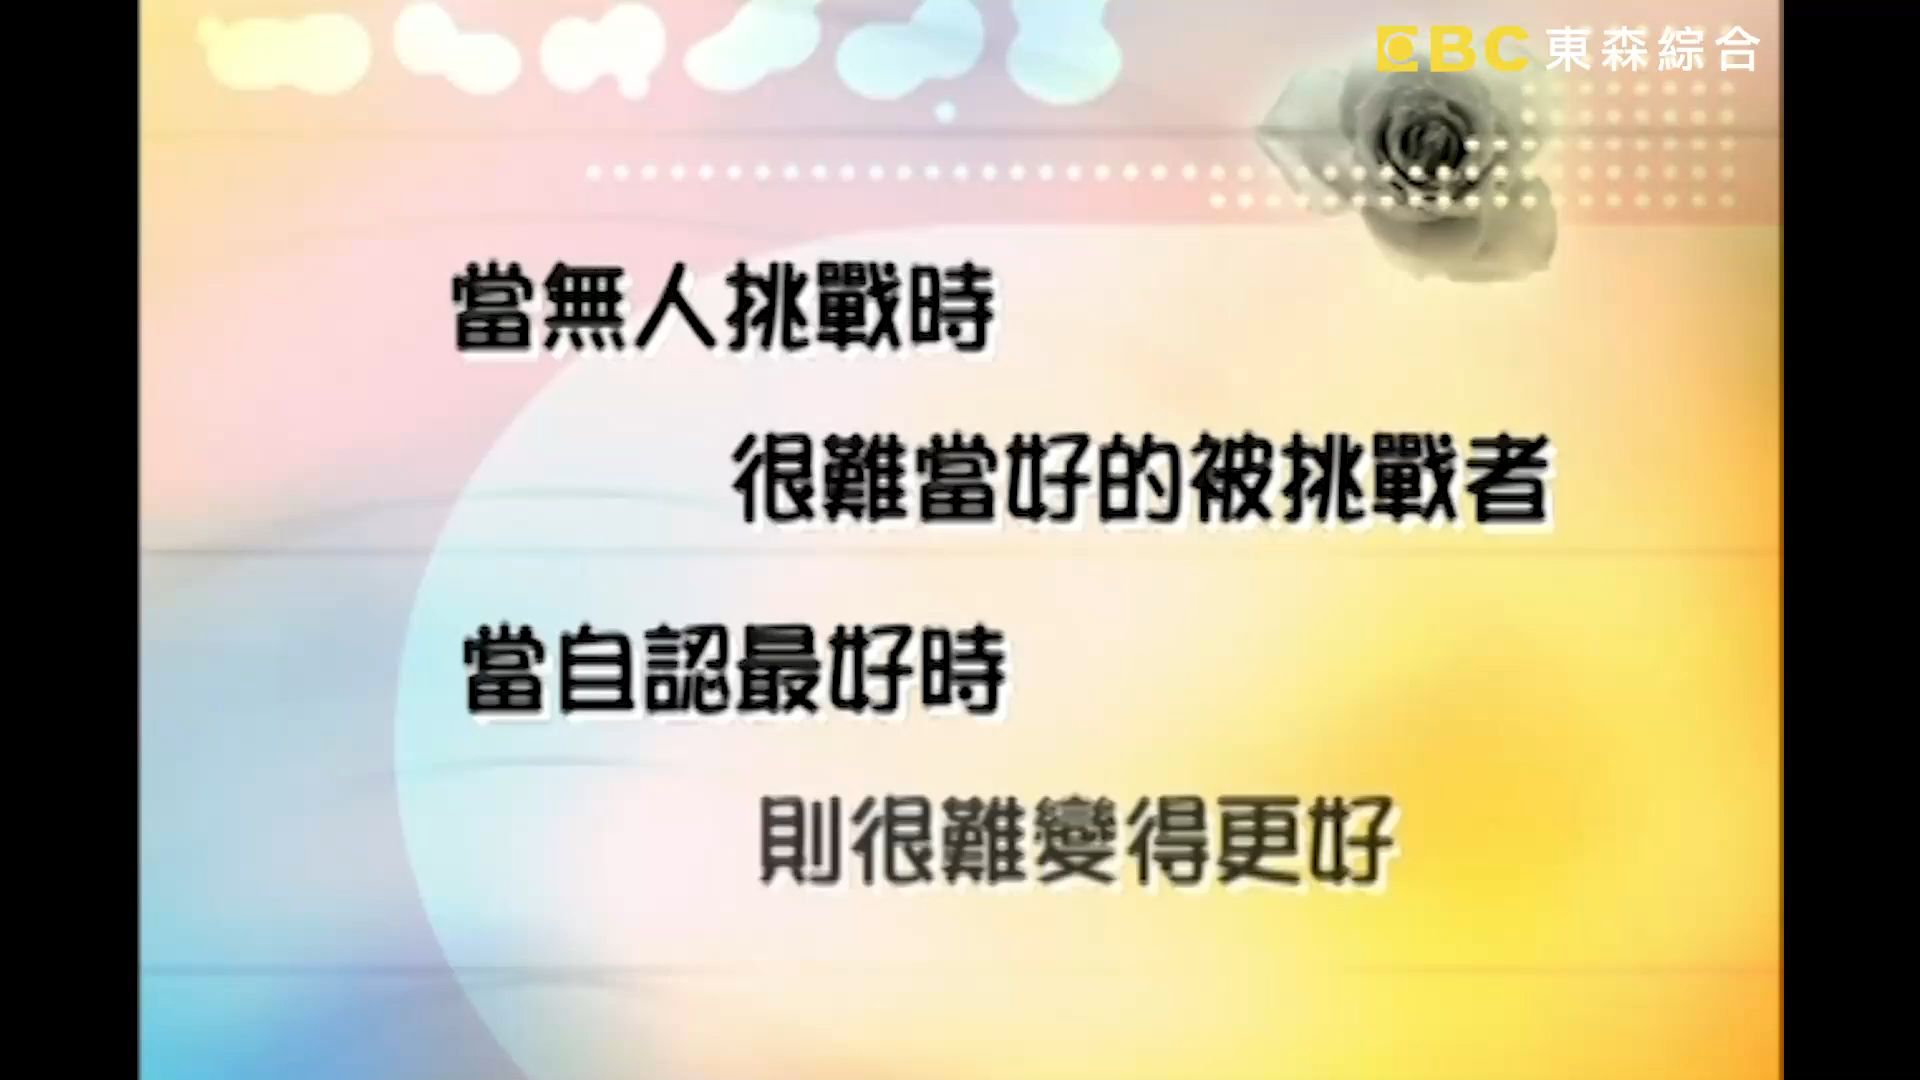 EBC 東森綜合
當無人挑戰時
很難當好的被挑戰者
當自認最好時
則很難變得更好